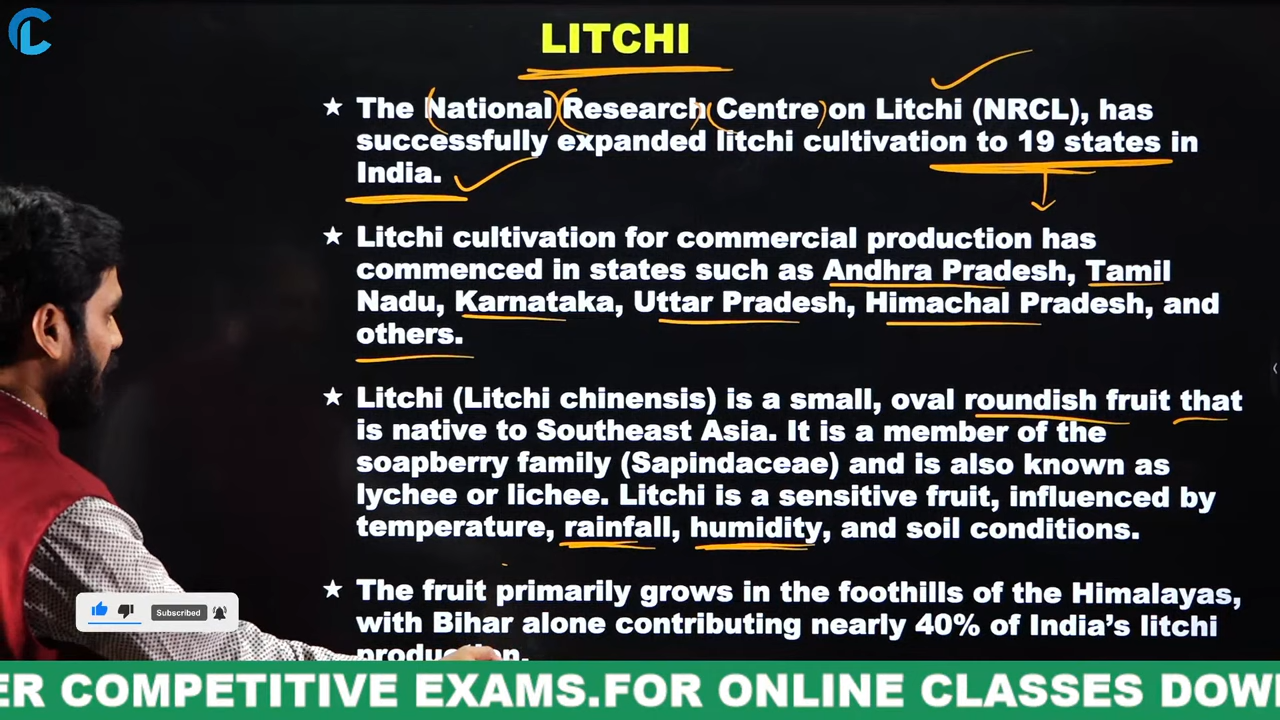 LITCHI
★ The National Research Centre on Litchi (NRCL), has
successfully expanded litchi cultivation to 19 states in
India.
★ Litchi cultivation for commercial production has
commenced in states such as Andhra Pradesh, Tamil
Nadu, Karnataka, Uttar Pradesh, Himachal Pradesh, and
others.
★ Litchi (Litchi chinensis) is a small, oval roundish fruit that
is native to Southeast Asia. It is a member of the
soapberry family (Sapindaceae) and is also known as
lychee or lichee. Litchi is a sensitive fruit, influenced by
temperature, rainfall, humidity, and soil conditions.
★ The fruit primarily grows in the foothills of the Himalayas,
with Bihar alone contributing nearly 40% of India's litchi
production.
Subscribed
ER COMPETITIVE EXAMS.FOR ONLINE CLASSES DOW